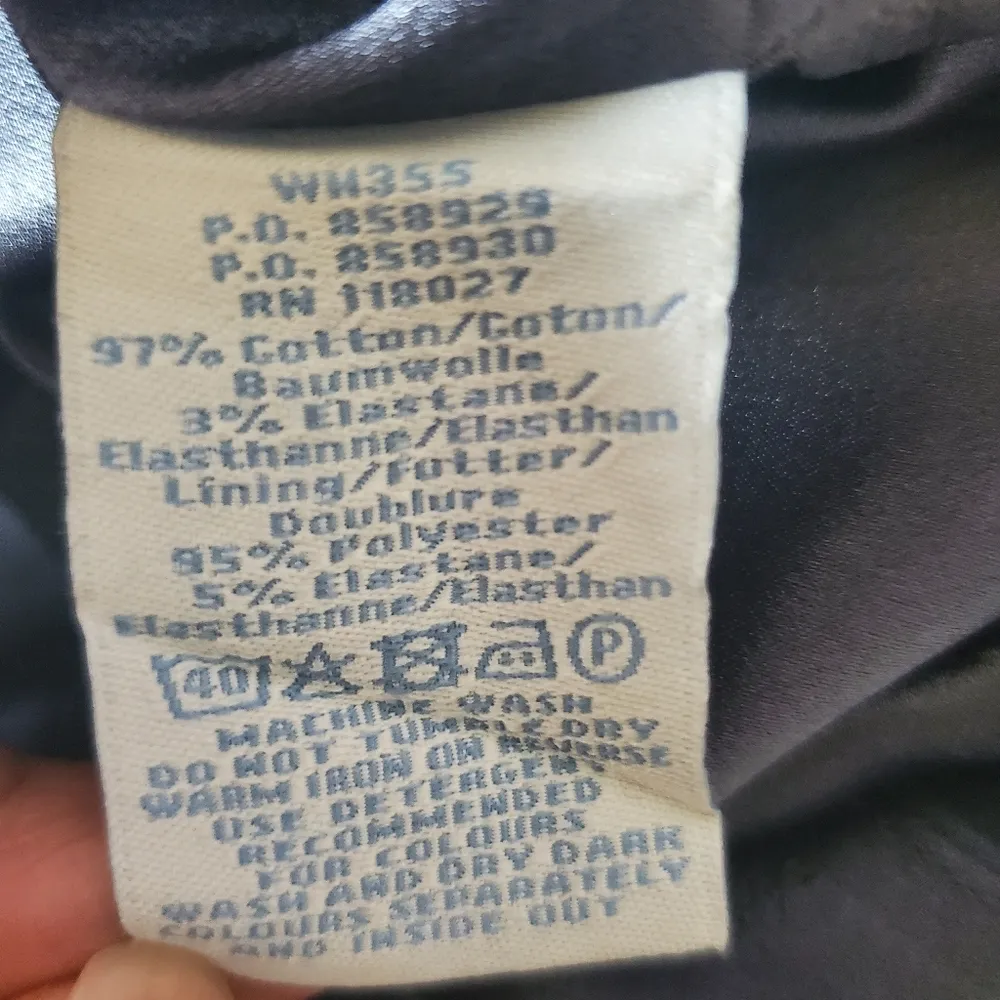 WH355
P.O. 858929
P.O. 858930
RN 118027
97% Cotton/Coton/
Baumwolle
3% Elastane/
Elasthanne/Elasthan
Lining/Futter/
Doublure
95% Polyester
5% Elastane/
Elasthanne/Elasthan
40 P
MACHINE WASH
DO NOT TUMBLE DRY
WARM IRON ON REVERSE
USE DETERGENT
RECOMMENDED
FOR COLOURS
WASH AND DRY DARK
COLOURS SEPARATELY
AND INSIDE OUT